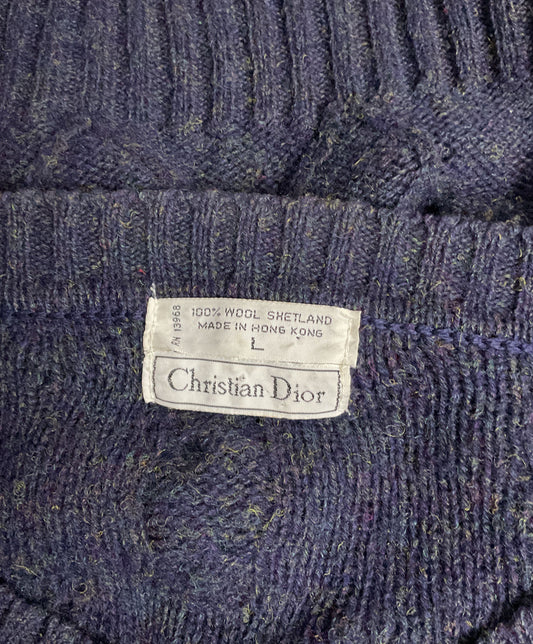 100% WOOL SHETLAND
MADE IN HONG KONG
L
RN 13968
Christian Dior